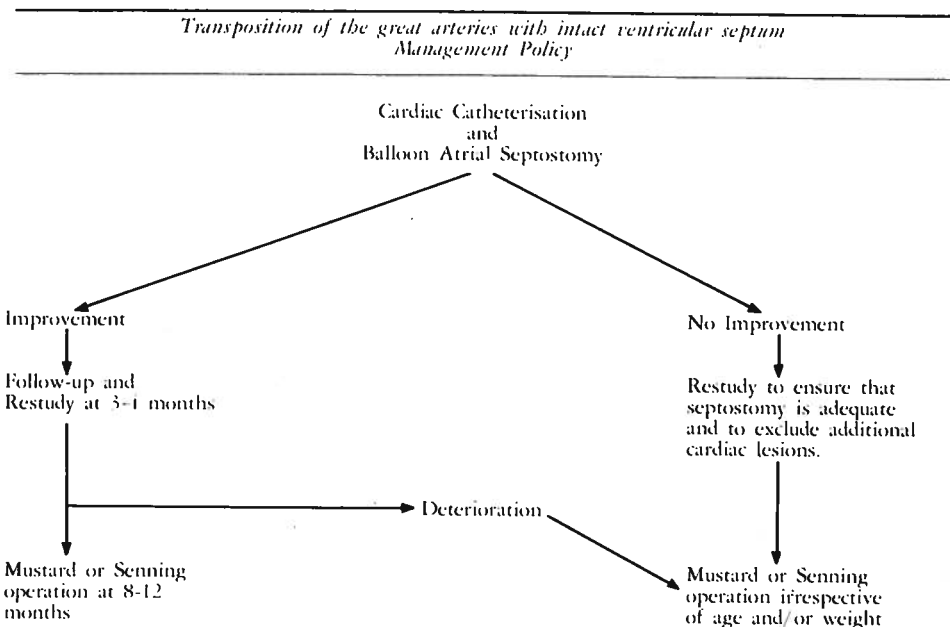 Transposition of the great arteries with intact ventricular septum
Management Policy
Cardiac Catheterisation
and
Balloon Atrial Septostomy
Improvement
No Improvement
Follow-up and
Restudy at 3-4 months
Restudy to ensure that
septostomy is adequate
and to exclude additional
cardiac lesions.
Deterioration
Mustard or Senning
operation at 8-12
months
Mustard or Senning
operation irrespective
of age and/or weight